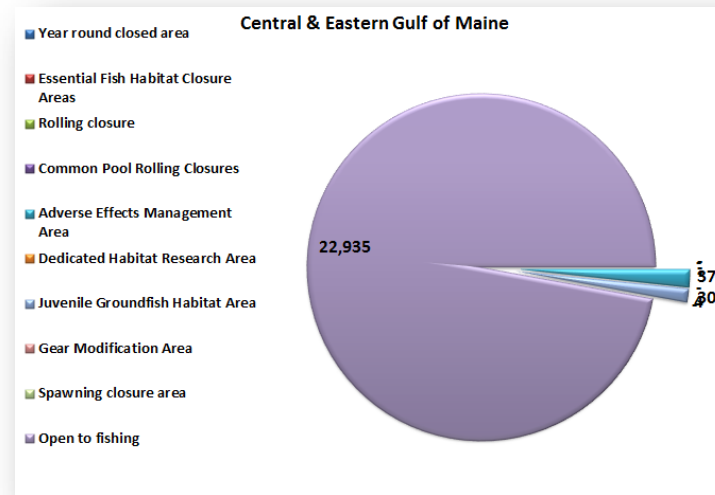 Central & Eastern Gulf of Maine
Year round closed area
Essential Fish Habitat Closure
Areas
Rolling closure
Common Pool Rolling Closures
Adverse Effects Management
Area
Dedicated Habitat Research Area
Juvenile Groundfish Habitat Area
Gear Modification Area
Spawning closure area
Open to fishing
22,935
37
30